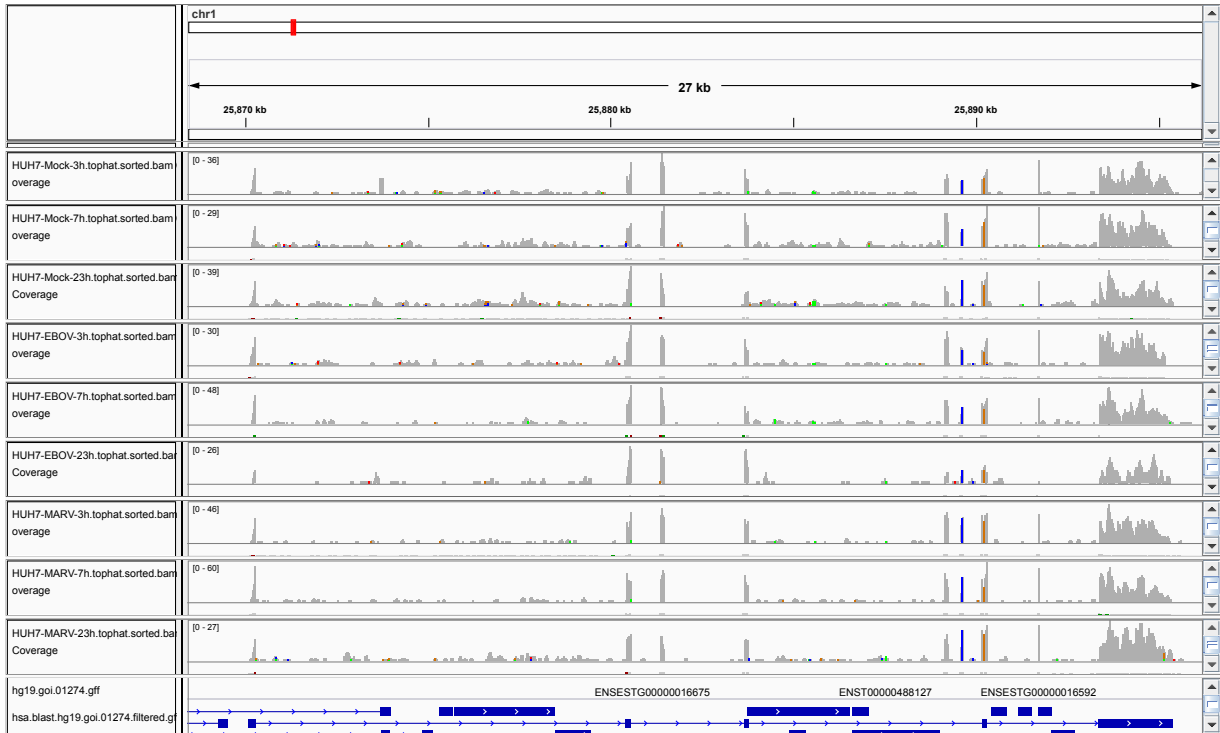 chr1
27 kb
25,870 kb 25,880 kb 25,890 kb
HUH7-Mock-3h.tophat.sorted.bam
overage
[0 - 36]
HUH7-Mock-7h.tophat.sorted.bam
overage
[0 - 29]
HUH7-Mock-23h.tophat.sorted.bam
Coverage
[0 - 39]
HUH7-EBOV-3h.tophat.sorted.bam
overage
[0 - 30]
HUH7-EBOV-7h.tophat.sorted.bam
overage
[0 - 48]
HUH7-EBOV-23h.tophat.sorted.bar
Coverage
[0 - 26]
HUH7-MARV-3h.tophat.sorted.bam
overage
[0 - 46]
HUH7-MARV-7h.tophat.sorted.bam
overage
[0 - 60]
HUH7-MARV-23h.tophat.sorted.ba
Coverage
[0 - 27]
hg19.goi.01274.gff
ENSESTG00000016675 ENST00000488127 ENSESTG00000016592
hsa.blast.hg19.goi.01274.filtered.gf